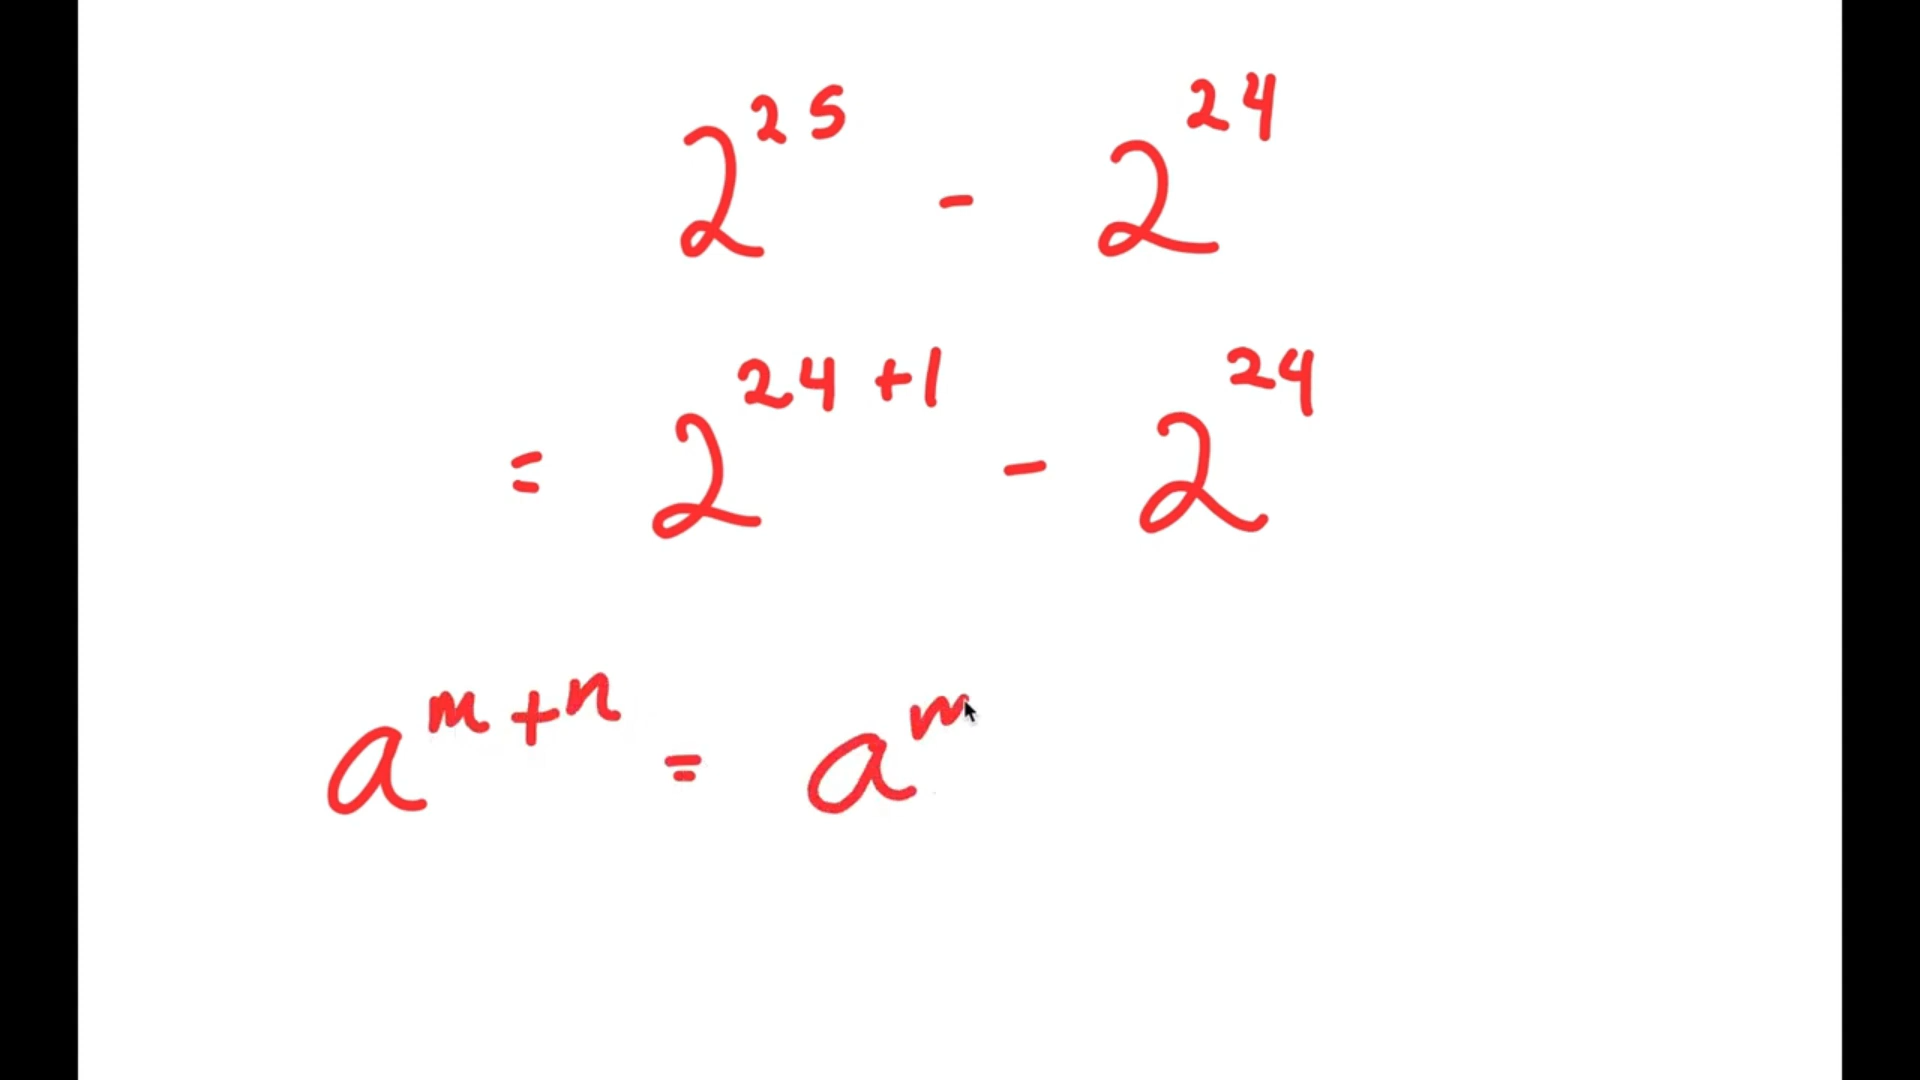 2^25 - 2^24
= 2^24+1 - 2^24
a^m+n = a^m